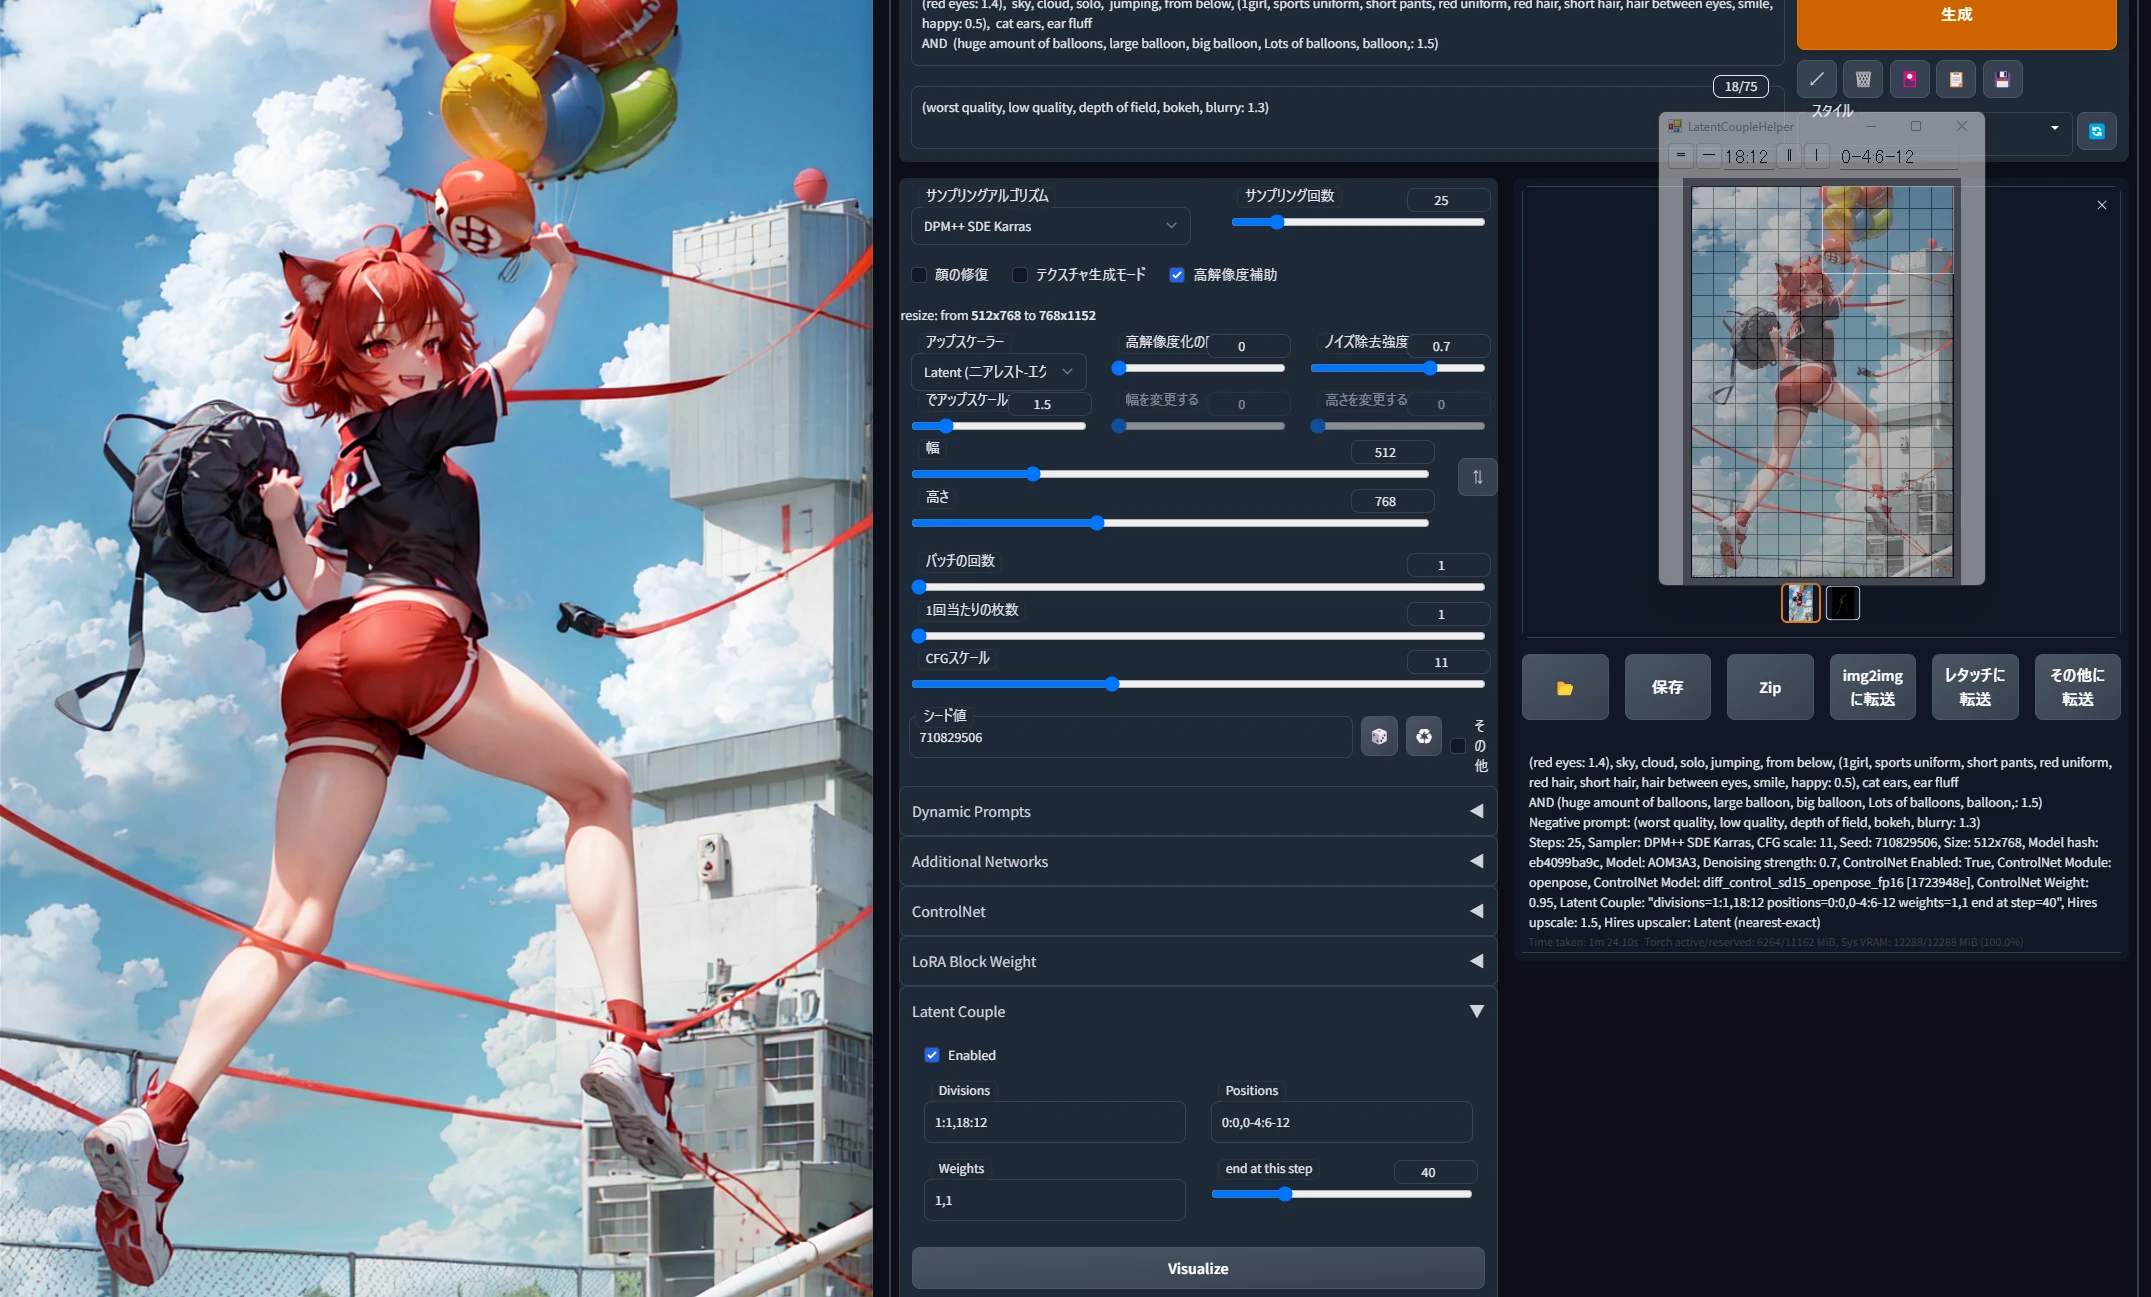 (red eyes: 1.4), sky, cloud, solo, jumping, from below, (1girl, sports uniform, short pants, red uniform, red hair, short hair, hair between eyes, smile,
happy: 0.5), cat ears, ear fluff
AND (huge amount of balloons, large balloon, big balloon, Lots of balloons, balloon,: 1.5)
生成
18/75
(worst quality, low quality, depth of field, bokeh, blurry: 1.3)
スタイル
LatentCoupleHelper
18:12
0-4:6-12
サンプリングアルゴリズム
DPM++ SDE Karras
サンプリング回数
25
顔の修復
テクスチャ生成モード
高解像度補助
resize: from 512x768 to 768x1152
アップスケーラー
Latent (ニアレスト-エク
高解像度化の
0
ノイズ除去強度
0.7
でアップスケール
1.5
幅を変更する
0
高さを変更する
0
幅
512
高さ
768
バッチの回数
1
1回当たりの枚数
1
CFGスケール
11
シード値
710829506
その他
Dynamic Prompts
Additional Networks
ControlNet
LoRA Block Weight
Latent Couple
Enabled
Divisions
1:1,18:12
Positions
0:0,0-4:6-12
Weights
1,1
end at this step
40
Visualize
保存
Zip
img2img
に転送
レタッチに
転送
その他に
転送
(red eyes: 1.4), sky, cloud, solo, jumping, from below, (1girl, sports uniform, short pants, red uniform,
red hair, short hair, hair between eyes, smile, happy: 0.5), cat ears, ear fluff
AND (huge amount of balloons, large balloon, big balloon, Lots of balloons, balloon,: 1.5)
Negative prompt: (worst quality, low quality, depth of field, bokeh, blurry: 1.3)
Steps: 25, Sampler: DPM++ SDE Karras, CFG scale: 11, Seed: 710829506, Size: 512x768, Model hash:
eb4099ba9c, Model: AOM3A3, Denoising strength: 0.7, ControlNet Enabled: True, ControlNet Module:
openpose, ControlNet Model: diff_control_sd15_openpose_fp16 [1723948e], ControlNet Weight:
0.95, Latent Couple: "divisions=1:1,18:12 positions=0:0,0-4:6-12 weights=1,1 end at step=40", Hires
upscale: 1.5, Hires upscaler: Latent (nearest-exact)
Time taken: 1m 24.10s Torch active/reserved: 6264/11162 MiB, Sys VRAM: 12288/12288 MiB (100.0%)